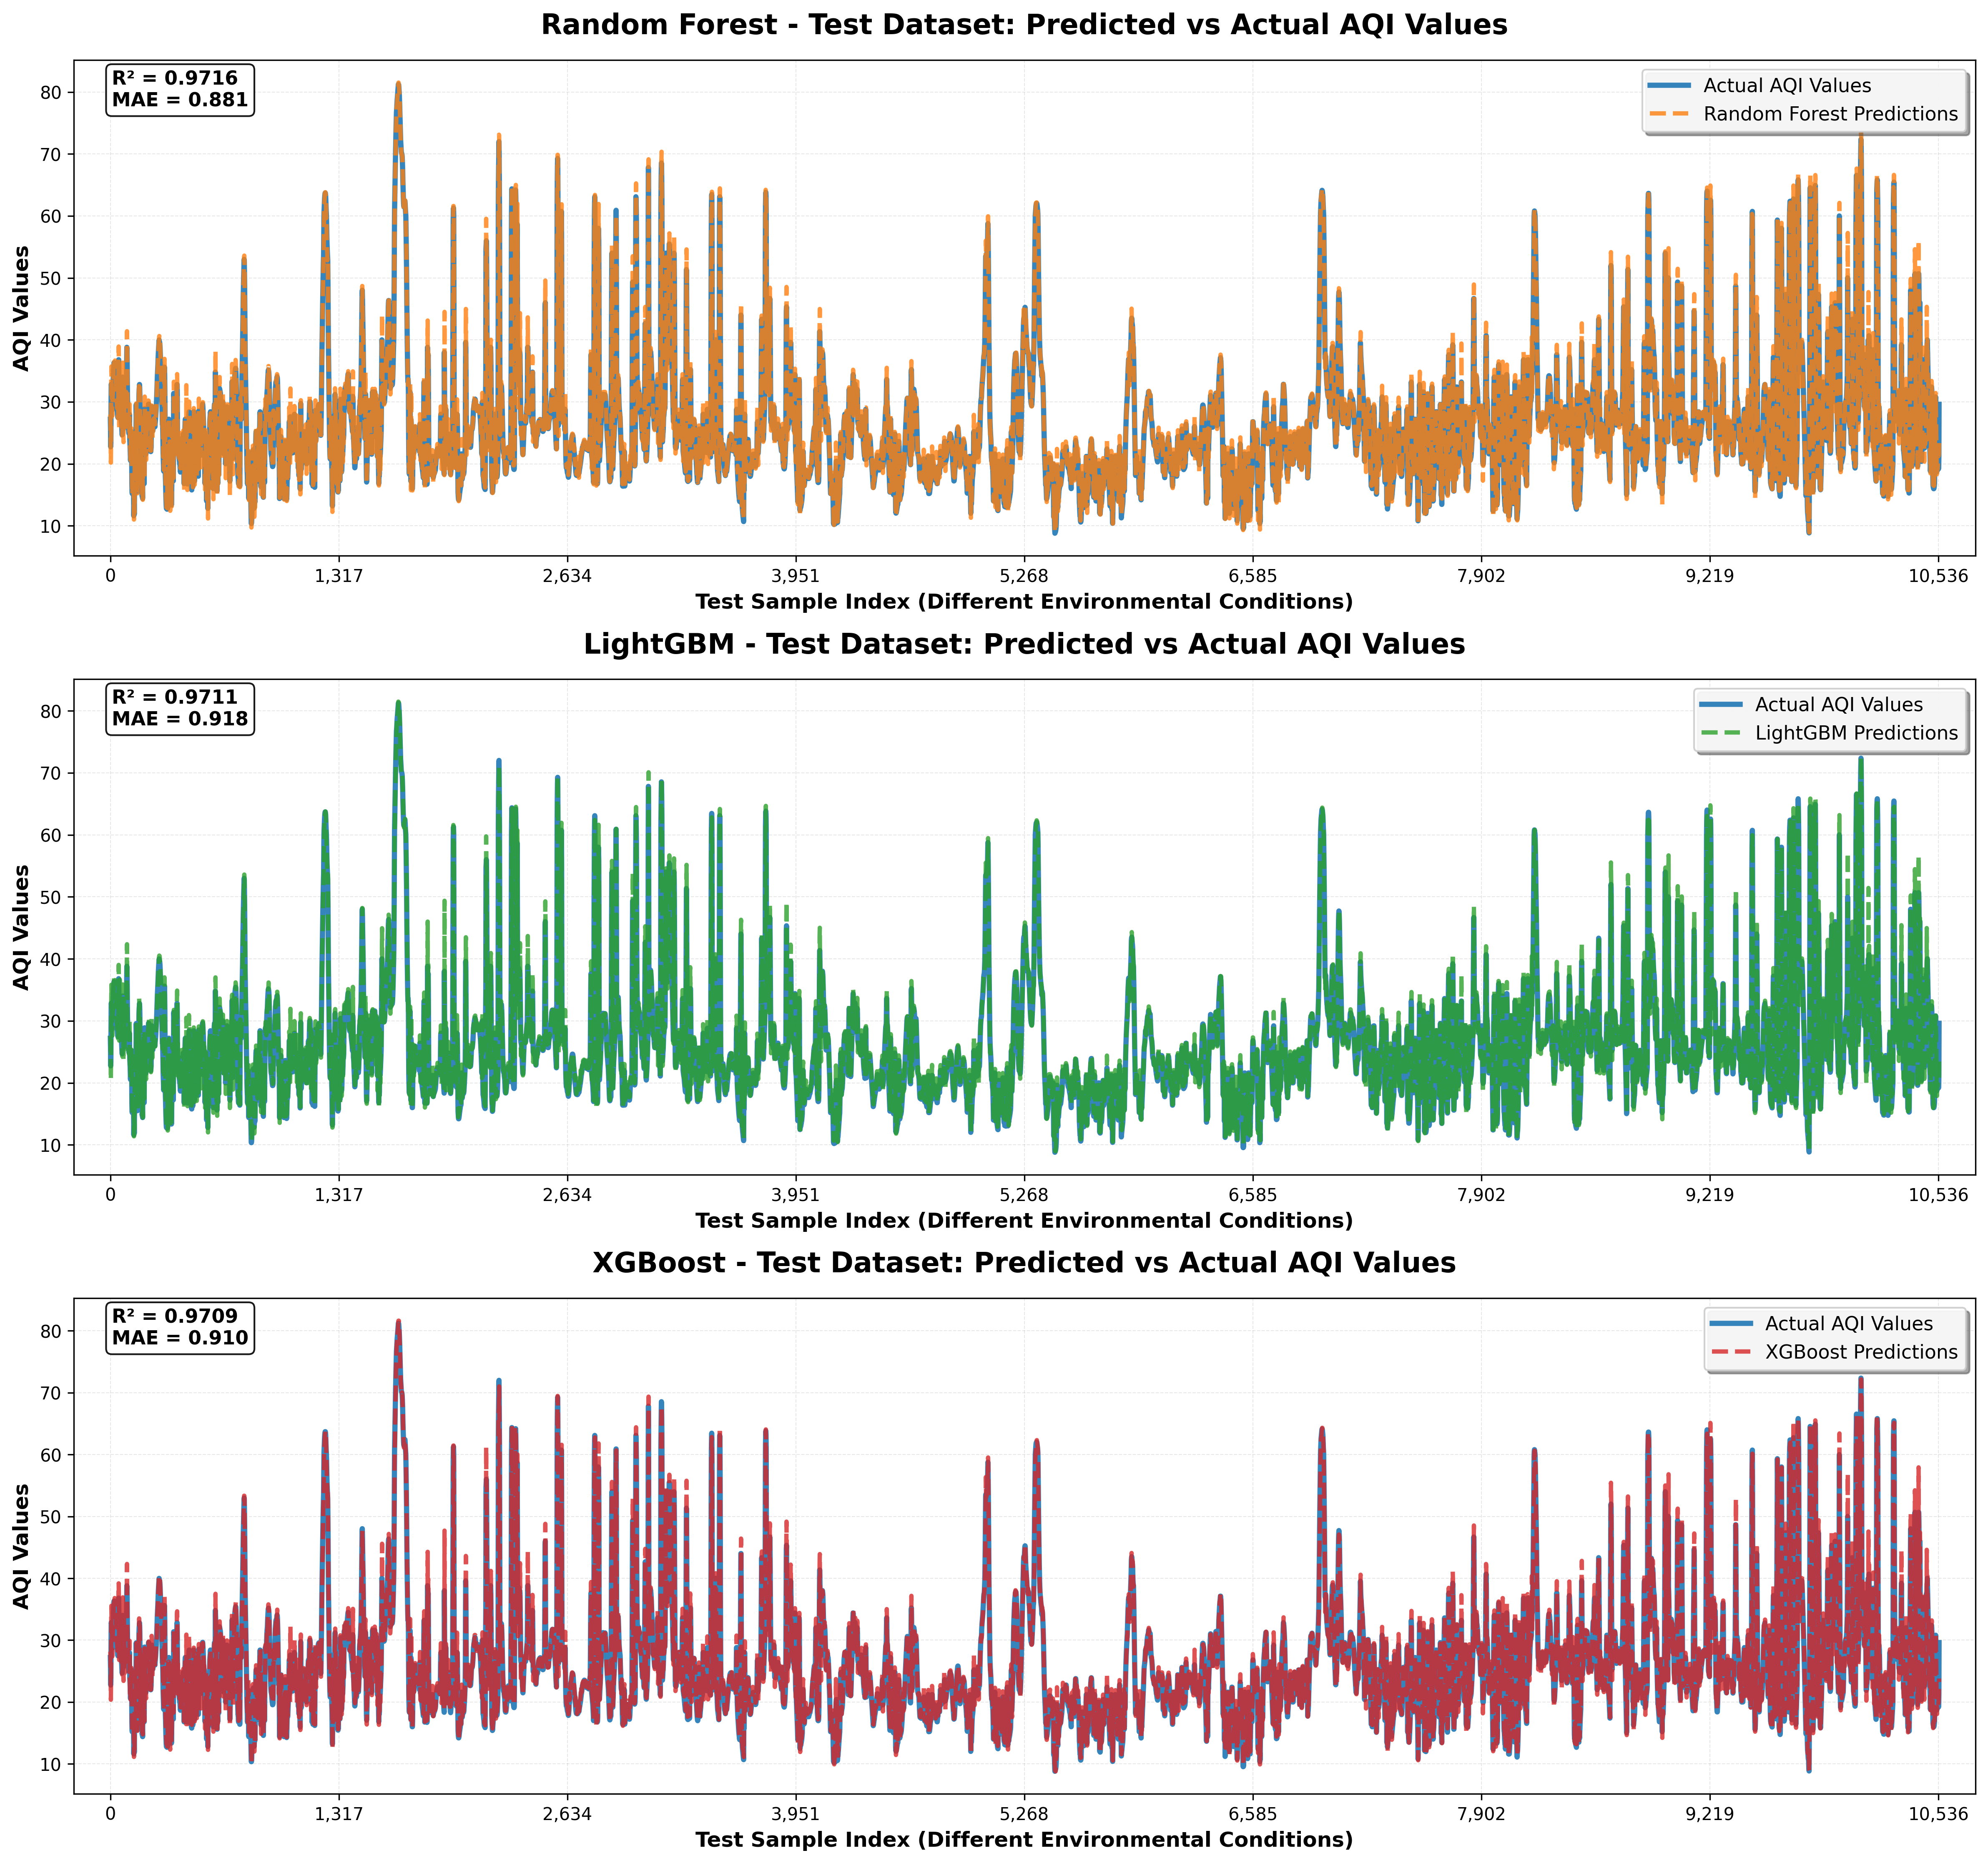 Random Forest - Test Dataset: Predicted vs Actual AQI Values
R² = 0.9716
MAE = 0.881
Actual AQI Values
Random Forest Predictions
AQI Values
80
70
60
50
40
30
20
10
0 1,317 2,634 3,951 5,268 6,585 7,902 9,219 10,536
Test Sample Index (Different Environmental Conditions)
LightGBM - Test Dataset: Predicted vs Actual AQI Values
R² = 0.9711
MAE = 0.918
Actual AQI Values
LightGBM Predictions
AQI Values
80
70
60
50
40
30
20
10
0 1,317 2,634 3,951 5,268 6,585 7,902 9,219 10,536
Test Sample Index (Different Environmental Conditions)
XGBoost - Test Dataset: Predicted vs Actual AQI Values
R² = 0.9709
MAE = 0.910
Actual AQI Values
XGBoost Predictions
AQI Values
80
70
60
50
40
30
20
10
0 1,317 2,634 3,951 5,268 6,585 7,902 9,219 10,536
Test Sample Index (Different Environmental Conditions)